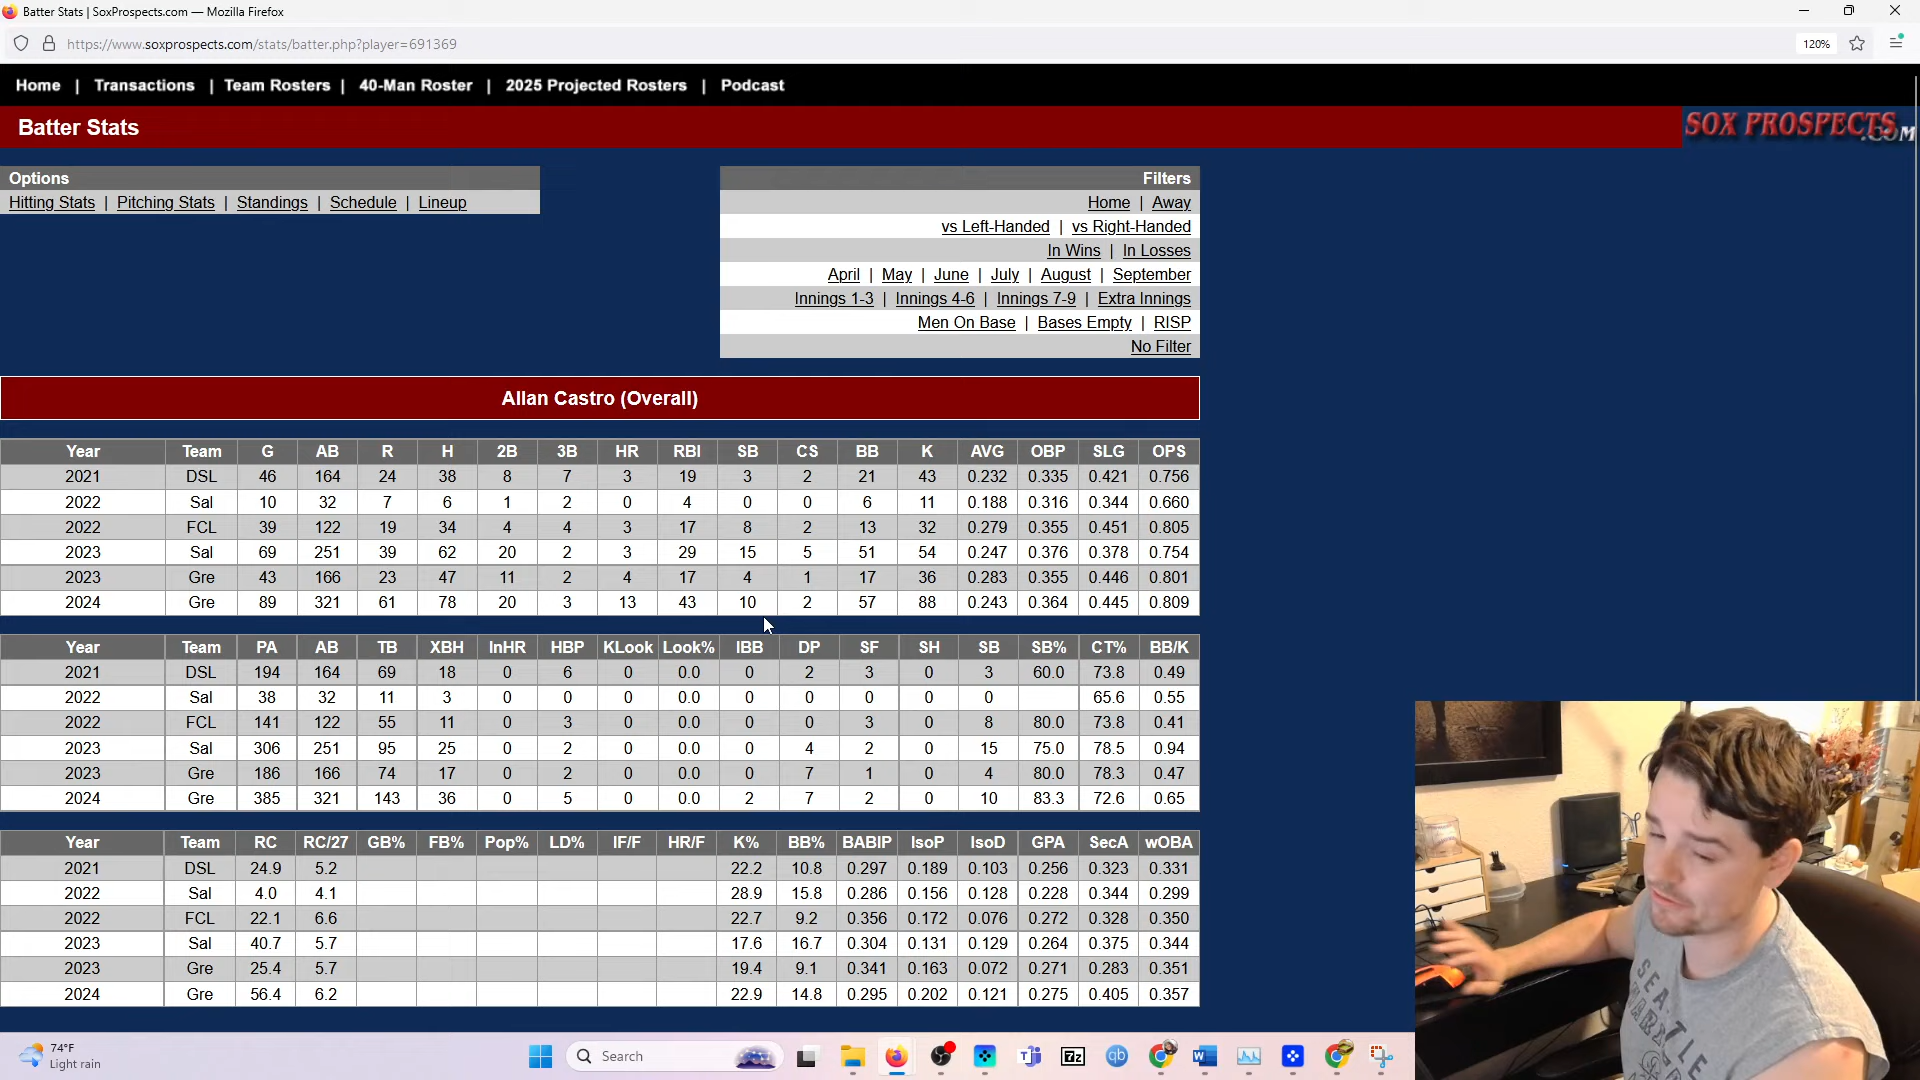 Batter Stats | SoxProspects.com — Mozilla Firefox
https://www.soxprospects.com/stats/batter.php?player=691369
120%
Home | Transactions | Team Rosters | 40-Man Roster | 2025 Projected Rosters | Podcast
Batter Stats
SOX PROSPECTS.COM
Options
Hitting Stats | Pitching Stats | Standings | Schedule | Lineup
Filters
Home | Away
vs Left-Handed | vs Right-Handed
In Wins | In Losses
April | May | June | July | August | September
Innings 1-3 | Innings 4-6 | Innings 7-9 | Extra Innings
Men On Base | Bases Empty | RISP
No Filter
Allan Castro (Overall)
Year Team G AB R H 2B 3B HR RBI SB CS BB K AVG OBP SLG OPS
2021 DSL 46 164 24 38 8 7 3 19 3 2 21 43 0.232 0.335 0.421 0.756
2022 Sal 10 32 7 6 1 2 0 4 0 0 6 11 0.188 0.316 0.344 0.660
2022 FCL 39 122 19 34 4 4 3 17 8 2 13 32 0.279 0.355 0.451 0.805
2023 Sal 69 251 39 62 20 2 3 29 15 5 51 54 0.247 0.376 0.378 0.754
2023 Gre 43 166 23 47 11 2 4 17 4 1 17 36 0.283 0.355 0.446 0.801
2024 Gre 89 321 61 78 20 3 13 43 10 2 57 88 0.243 0.364 0.445 0.809
Year Team PA AB TB XBH InHR HBP KLook Look% IBB DP SF SH SB SB% CT% BB/K
2021 DSL 194 164 69 18 0 6 0 0.0 0 2 3 0 3 60.0 73.8 0.49
2022 Sal 38 32 11 3 0 0 0 0.0 0 0 0 0 0 65.6 0.55
2022 FCL 141 122 55 11 0 3 0 0.0 0 0 3 0 8 80.0 73.8 0.41
2023 Sal 306 251 95 25 0 2 0 0.0 0 4 2 0 15 75.0 78.5 0.94
2023 Gre 186 166 74 17 0 2 0 0.0 0 7 1 0 4 80.0 78.3 0.47
2024 Gre 385 321 143 36 0 5 0 0.0 2 7 2 0 10 83.3 72.6 0.65
Year Team RC RC/27 GB% FB% Pop% LD% IF/F HR/F K% BB% BABIP IsoP IsoD GPA SecA wOBA
2021 DSL 24.9 5.2 22.2 10.8 0.297 0.189 0.103 0.256 0.323 0.331
2022 Sal 4.0 4.1 28.9 15.8 0.286 0.156 0.128 0.228 0.344 0.299
2022 FCL 22.1 6.6 22.7 9.2 0.356 0.172 0.076 0.272 0.328 0.350
2023 Sal 40.7 5.7 17.6 16.7 0.304 0.131 0.129 0.264 0.375 0.344
2023 Gre 25.4 5.7 19.4 9.1 0.341 0.163 0.072 0.271 0.283 0.351
2024 Gre 56.4 6.2 22.9 14.8 0.295 0.202 0.121 0.275 0.405 0.357
74°F
Light rain
Search
7z
qb